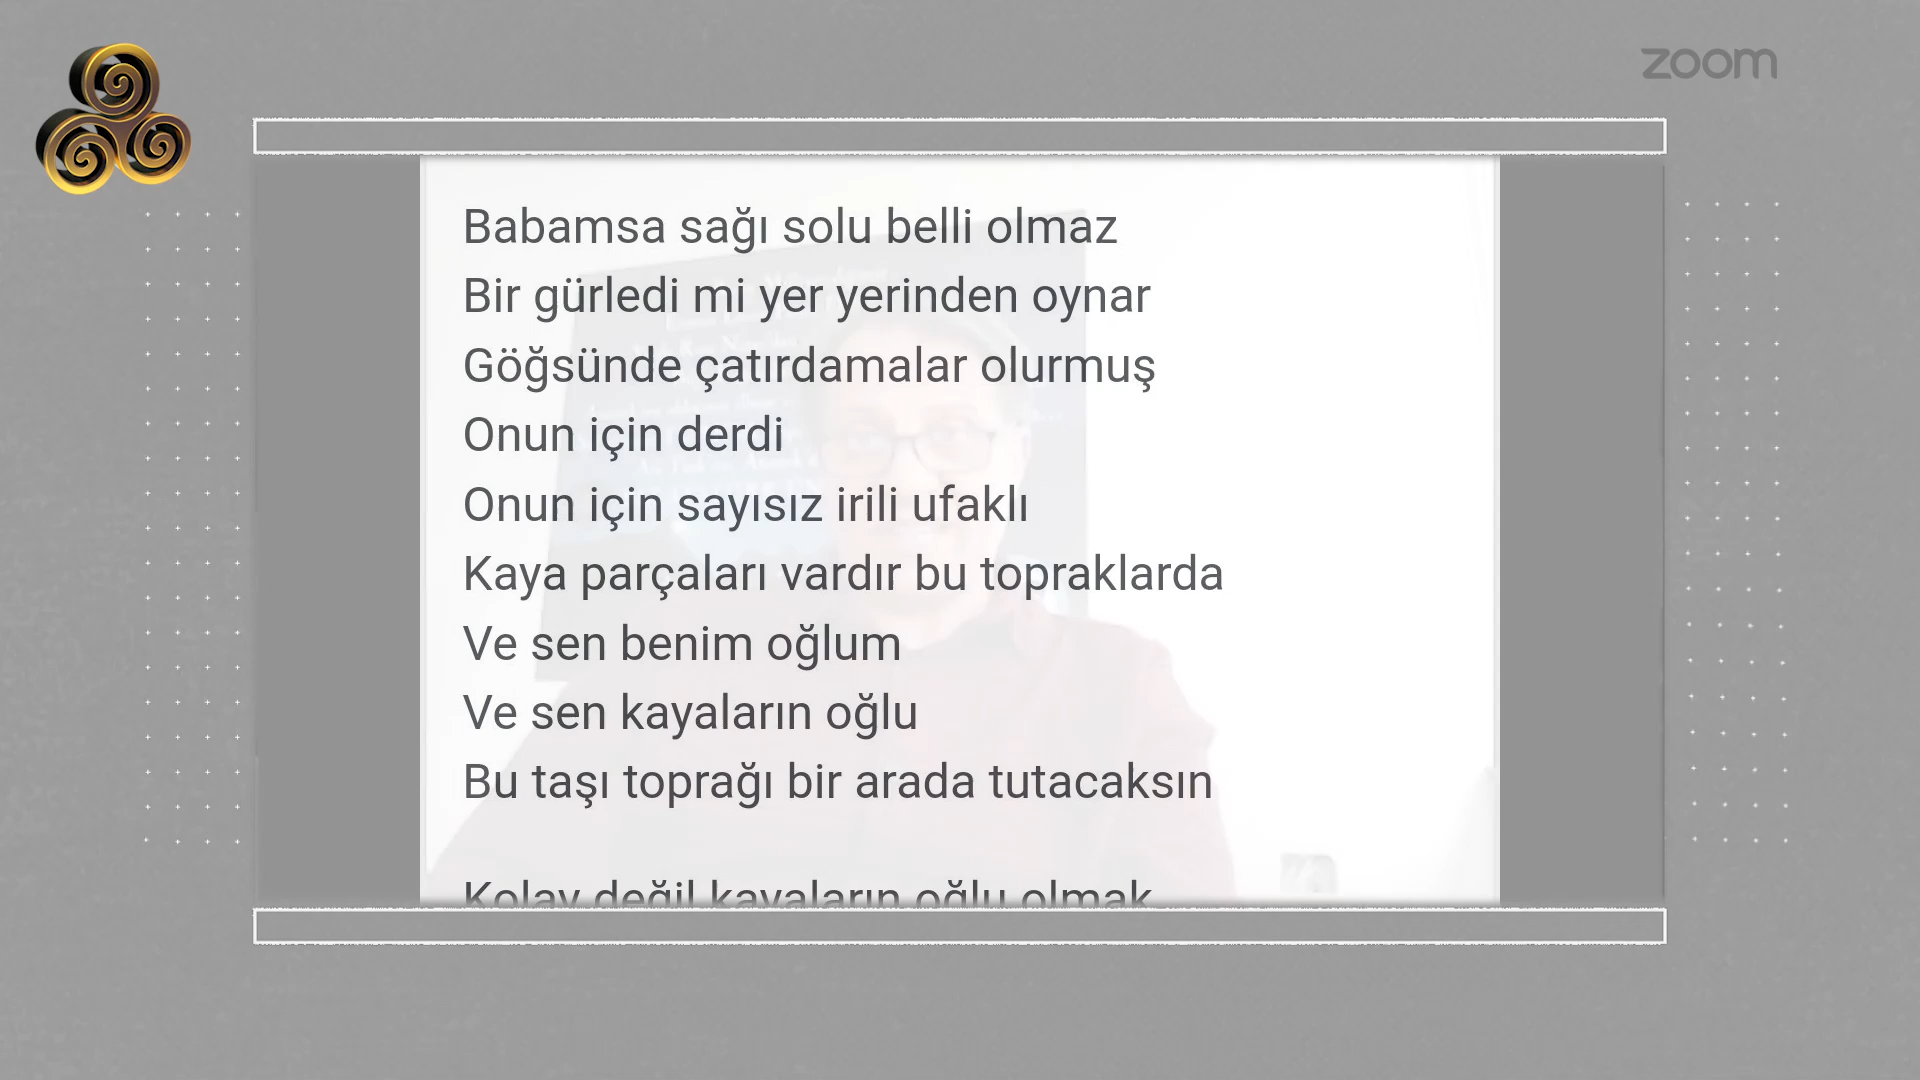 zoom
Babamsa sağı solu belli olmaz
Bir gürledi mi yer yerinden oynar
Göğsünde çatırdamalar olurmuş
Onun için derdi
Onun için sayısız irili ufaklı
Kaya parçaları vardır bu topraklarda
Ve sen benim oğlum
Ve sen kayaların oğlu
Bu taşı toprağı bir arada tutacaksın
Kolay değil kayaların oğlu olmak